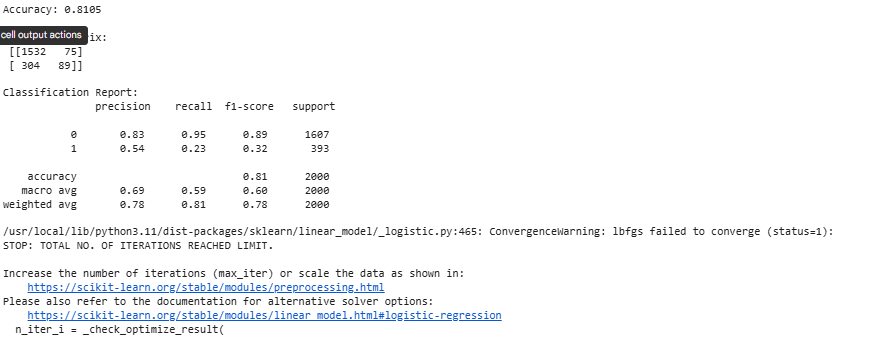 Accuracy: 0.8105
cell output actions ix:
[[1532 75]
[ 304 89]]
Classification Report:
precision recall f1-score support
0 0.83 0.95 0.89 1607
1 0.54 0.23 0.32 393
accuracy 0.81 2000
macro avg 0.69 0.59 0.60 2000
weighted avg 0.78 0.81 0.78 2000
/usr/local/lib/python3.11/dist-packages/sklearn/linear_model/_logistic.py:465: ConvergenceWarning: lbfgs failed to converge (status=1):
STOP: TOTAL NO. OF ITERATIONS REACHED LIMIT.
Increase the number of iterations (max_iter) or scale the data as shown in:
https://scikit-learn.org/stable/modules/preprocessing.html
Please also refer to the documentation for alternative solver options:
https://scikit-learn.org/stable/modules/linear_model.html#logistic-regression
n_iter_i = _check_optimize_result(